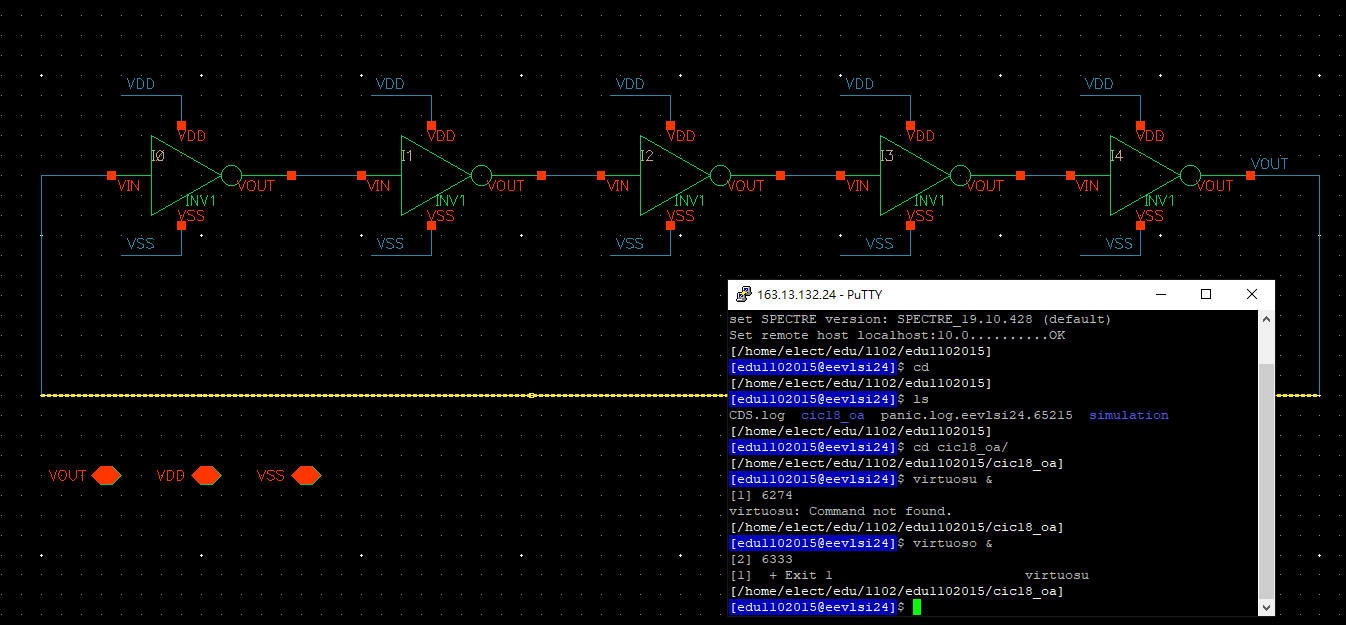 VDD VDD VDD VDD VDD
VDD VDD VDD VDD VDD
I0 I1 I2 I3 I4
VOUT
VIN VOUT VIN VOUT VIN VOUT VIN VOUT VIN VOUT
INV1 INV1 INV1 INV1 INV1
VSS VSS VSS VSS VSS
VSS VSS VSS VSS VSS
VOUT VDD VSS
163.13.132.24 - PuTTY
set SPECTRE version: SPECTRE_19.10.428 (default)
Set remote host localhost:10.0..........OK
[/home/elect/edu/1102/edu1102015]
[edu1102015@eevlsi24]$ cd
[/home/elect/edu/1102/edu1102015]
[edu1102015@eevlsi24]$ ls
CDS.log cic18_oa panic.log.eevlsi24.65215 simulation
[/home/elect/edu/1102/edu1102015]
[edu1102015@eevlsi24]$ cd cic18_oa/
[/home/elect/edu/1102/edu1102015/cic18_oa]
[edu1102015@eevlsi24]$ virtuosu &
[1] 6274
virtuosu: Command not found.
[/home/elect/edu/1102/edu1102015/cic18_oa]
[edu1102015@eevlsi24]$ virtuoso &
[2] 6333
[1] + Exit 1 virtuosu
[/home/elect/edu/1102/edu1102015/cic18_oa]
[edu1102015@eevlsi24]$